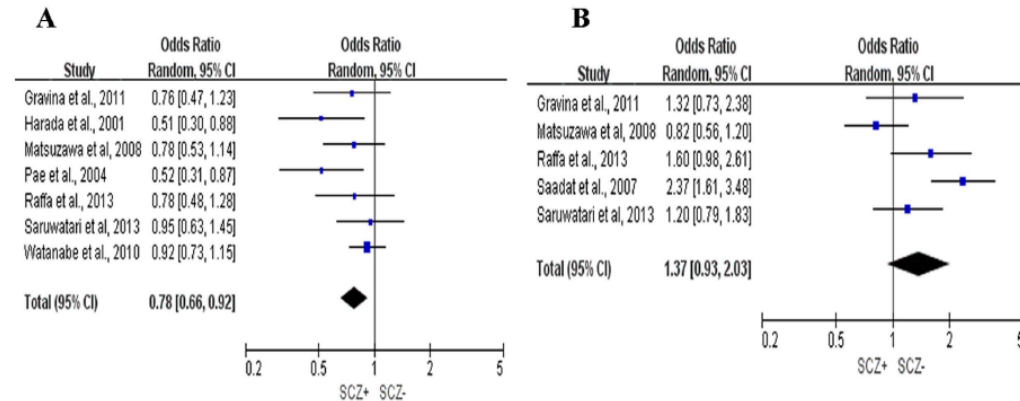 A
Odds Ratio Odds Ratio
Study Random, 95% CI Random, 95% CI
Gravina et al., 2011 0.76 [0.47, 1.23]
Harada et al., 2001 0.51 [0.30, 0.88]
Matsuzawa et al, 2008 0.78 [0.53, 1.14]
Pae et al., 2004 0.52 [0.31, 0.87]
Raffa et al., 2013 0.78 [0.48, 1.28]
Saruwatari et al, 2013 0.95 [0.63, 1.45]
Watanabe et al., 2010 0.92 [0.73, 1.15]
Total (95% CI) 0.78 [0.66, 0.92]
0.2 0.5 1 2 5
SCZ+ SCZ-
B
Odds Ratio Odds Ratio
Study Random, 95% CI Random, 95% CI
Gravina et al., 2011 1.32 [0.73, 2.38]
Matsuzawa et al, 2008 0.82 [0.56, 1.20]
Raffa et al., 2013 1.60 [0.98, 2.61]
Saadat et al., 2007 2.37 [1.61, 3.48]
Saruwatari et al, 2013 1.20 [0.79, 1.83]
Total (95% CI) 1.37 [0.93, 2.03]
0.2 0.5 1 2 5
SCZ+ SCZ-